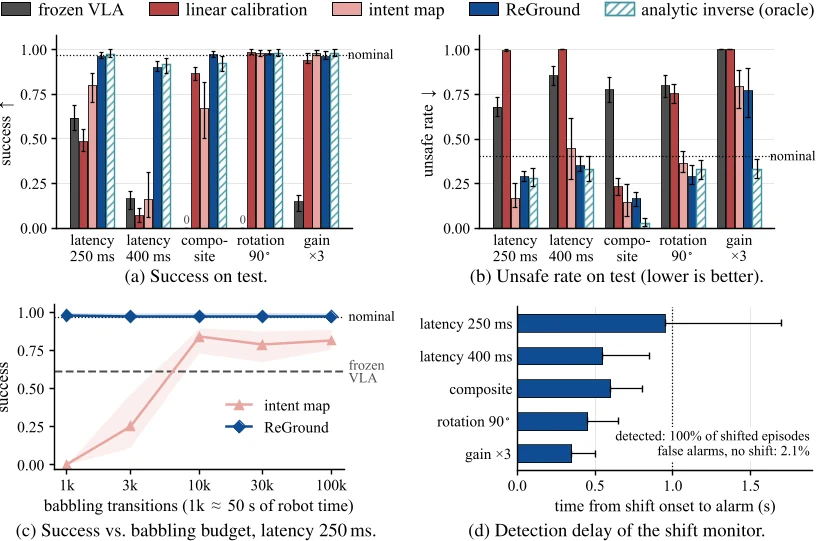 frozen VLA linear calibration intent map ReGround analytic inverse (oracle)
1.00
0.75
0.50
0.25
0.00
success ↑
nominal
0
0
latency
250 ms
latency
400 ms
compo-
site
rotation
90°
gain
×3
(a) Success on test.
1.00
0.75
0.50
0.25
0.00
unsafe rate ↓
nominal
latency
250 ms
latency
400 ms
compo-
site
rotation
90°
gain
×3
(b) Unsafe rate on test (lower is better).
1.00
0.75
0.50
0.25
0.00
success
nominal
frozen
VLA
intent map
ReGround
1k
3k
10k
30k
100k
babbling transitions (1k ≈ 50 s of robot time)
(c) Success vs. babbling budget, latency 250 ms.
latency 250 ms
latency 400 ms
composite
rotation 90°
gain ×3
detected: 100% of shifted episodes
false alarms, no shift: 2.1%
0.0
0.5
1.0
1.5
time from shift onset to alarm (s)
(d) Detection delay of the shift monitor.